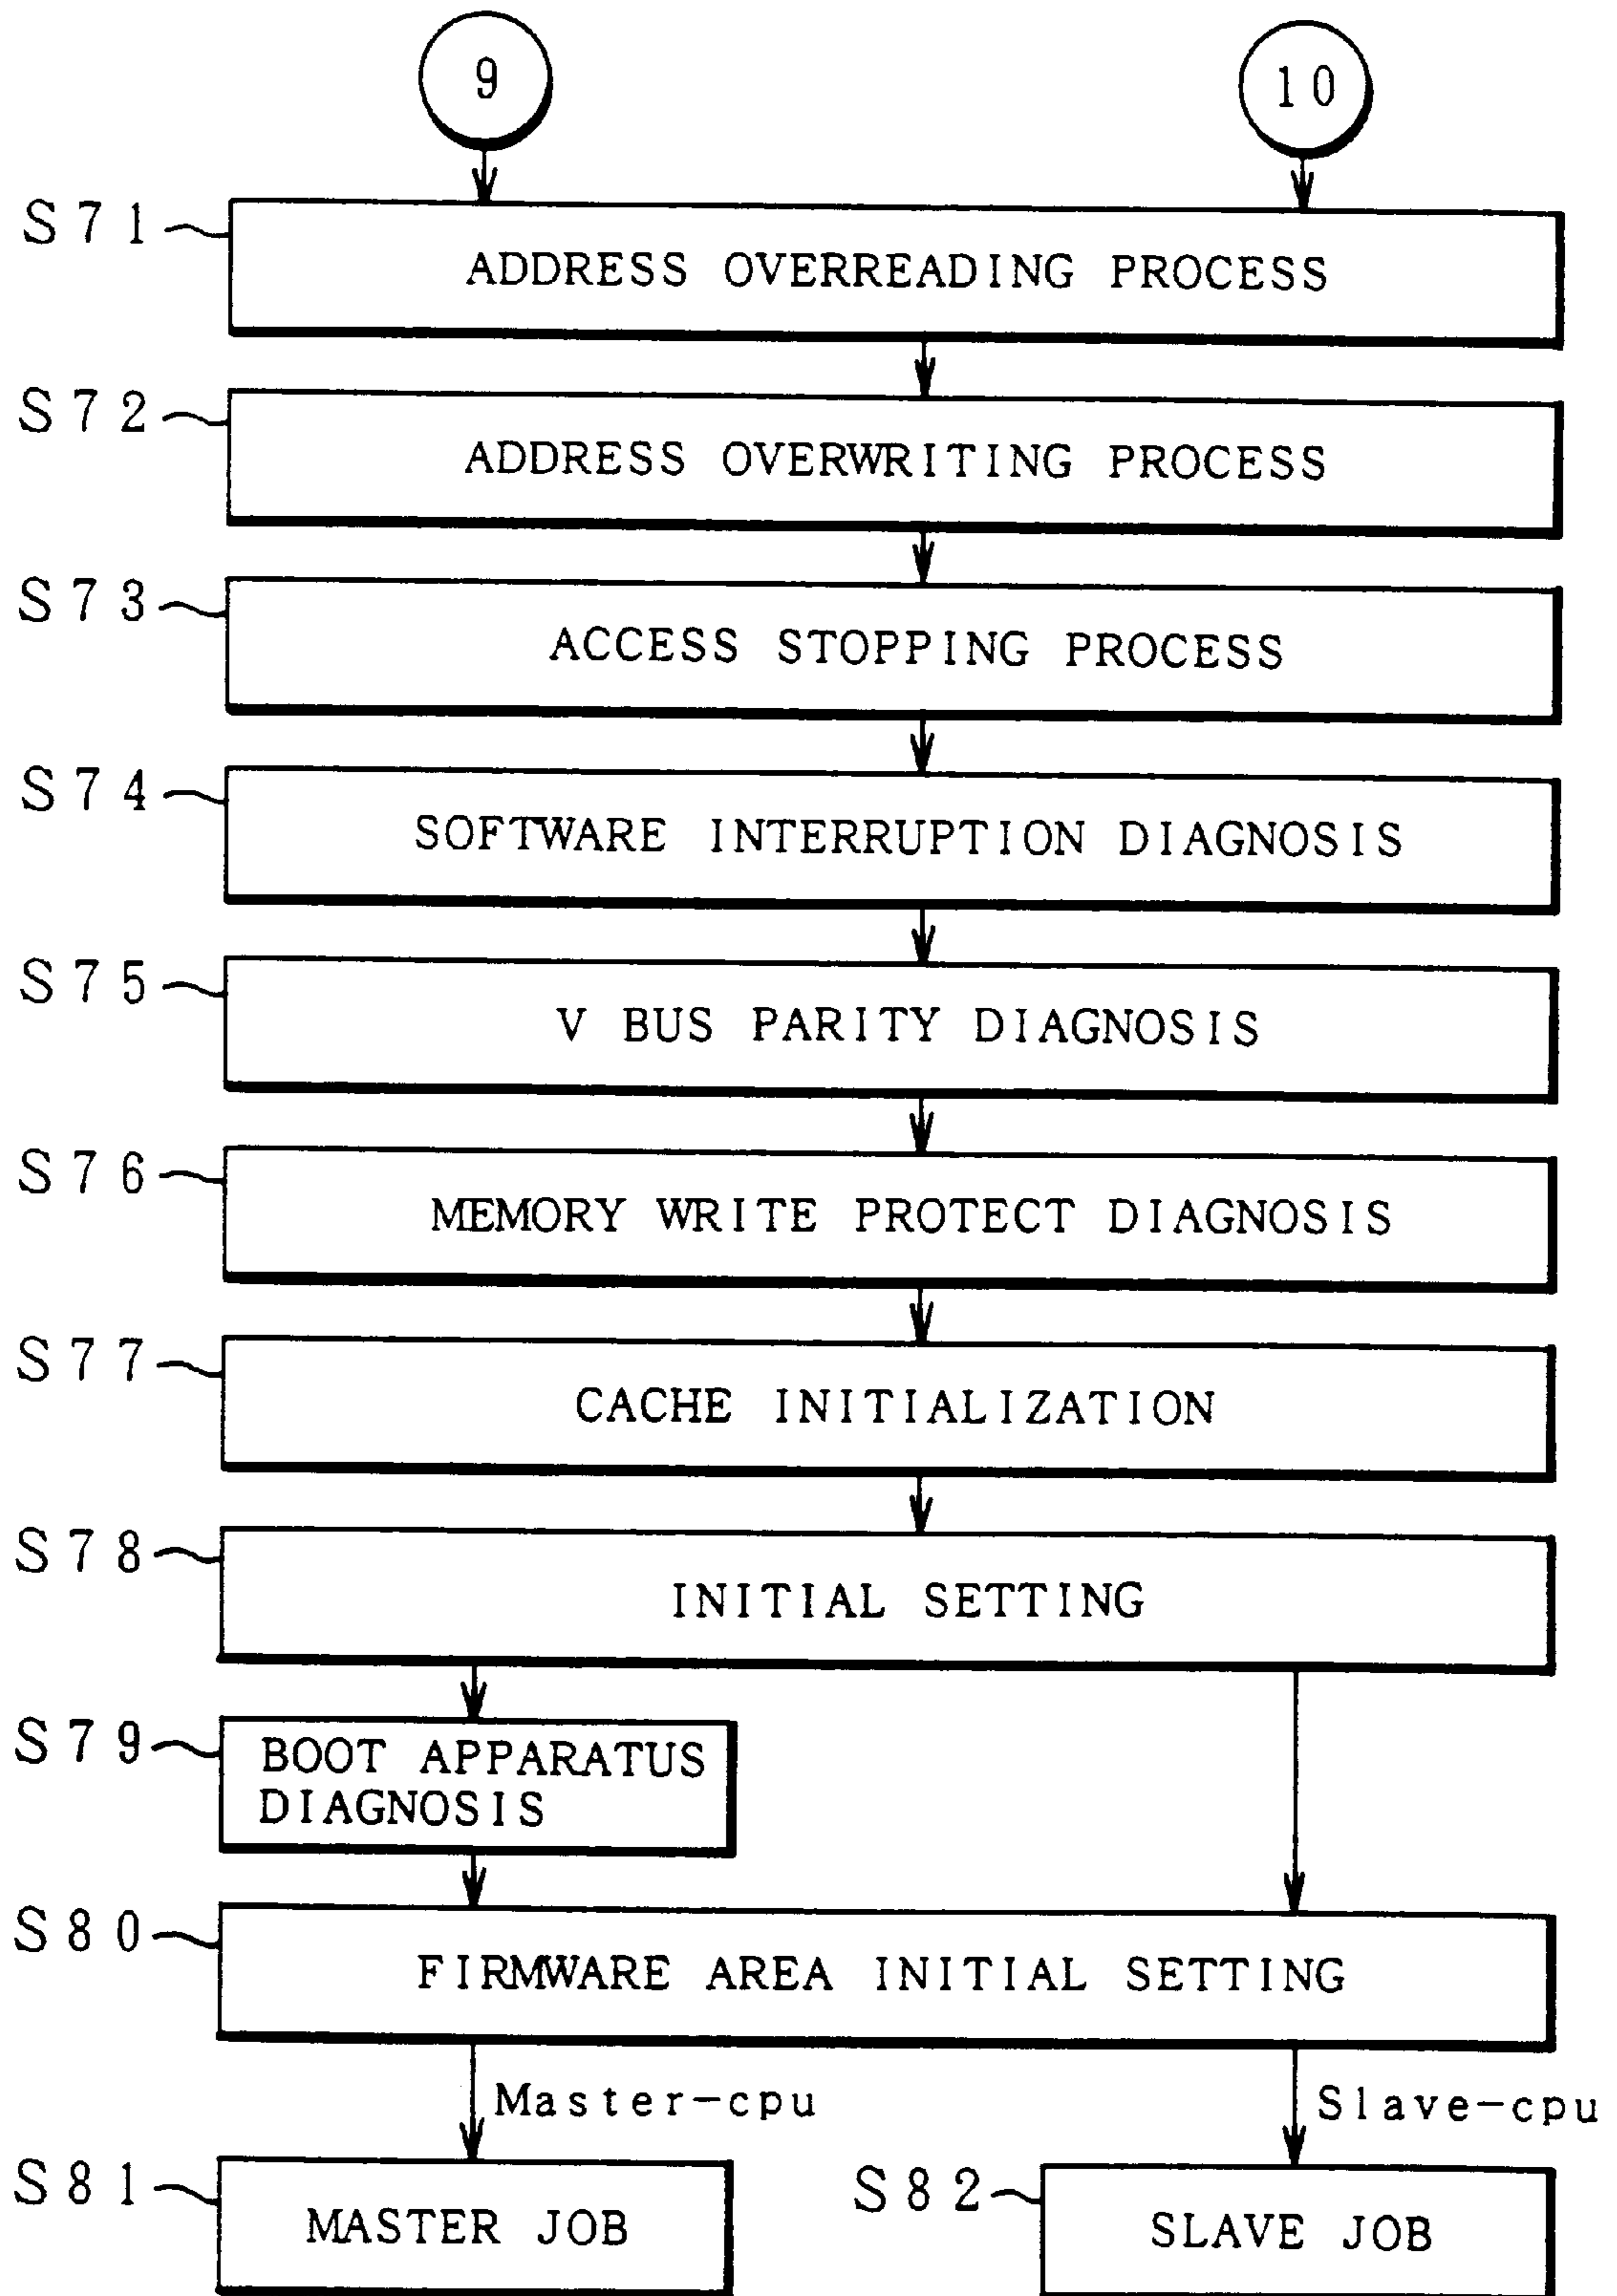 9
10
S71
ADDRESS OVERREADING PROCESS
S72
ADDRESS OVERWRITING PROCESS
S73
ACCESS STOPPING PROCESS
S74
SOFTWARE INTERRUPTION DIAGNOSIS
S75
V BUS PARITY DIAGNOSIS
S76
MEMORY WRITE PROTECT DIAGNOSIS
S77
CACHE INITIALIZATION
S78
INITIAL SETTING
S79
BOOT APPARATUS
DIAGNOSIS
S80
FIRMWARE AREA INITIAL SETTING
Master-cpu
Slave-cpu
S81
MASTER JOB
S82
SLAVE JOB